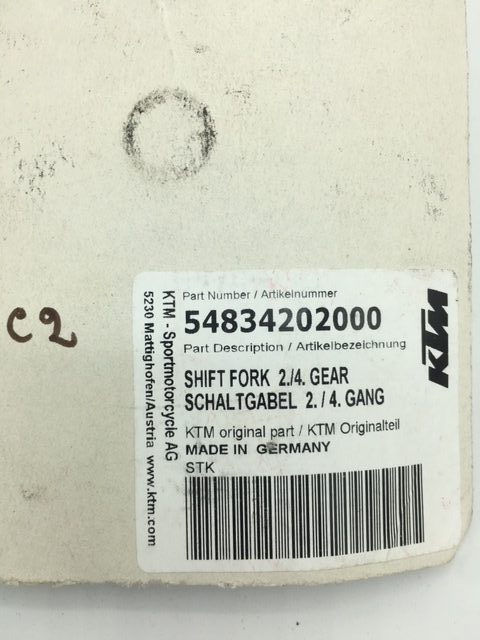 C2
KTM - Sportmotorcycle AG
5230 Mattighofen/Austria www.ktm.com
Part Number / Artikelnummer
54834202000
Part Description / Artikelbezeichnung
KTM
SHIFT FORK 2./4. GEAR
SCHALTGABEL 2. / 4. GANG
KTM original part / KTM Originalteil
MADE IN GERMANY
STK